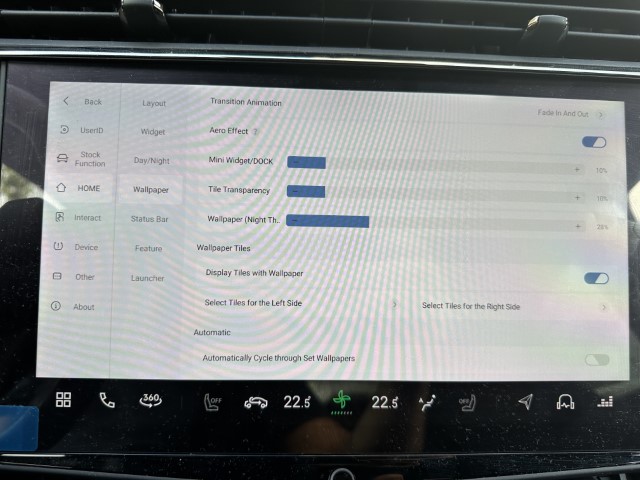 Back
UserID
Stock
Function
HOME
Interact
Device
Other
About
Layout
Widget
Day/Night
Wallpaper
Status Bar
Feature
Launcher
Transition Animation
Fade In And Out
Aero Effect ?
Mini Widget/DOCK
- + 10%
Tile Transparency
- + 10%
Wallpaper (Night Th..
- +
Wallpaper Tiles
Display Tiles with Wallpaper
Select Tiles for the Left Side
Select Tiles for the Right Side
Automatic
Automatically Cycle through Set Wallpapers
360°
OFF
22.5
22.5
OFF